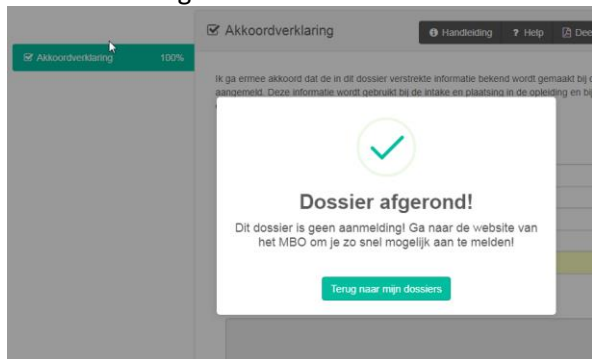 Akkoordverklaring
Handleiding ? Help
Akkoordverklaring 100%
Ik ga ermee akkoord dat de in dit dossier verstrekte informatie bekend wordt gemaakt bij
aangemeld. Deze informatie wordt gebruikt bij de intake en plaatsing in de opleiding en bij
Dossier afgerond!
Dit dossier is geen aanmelding! Ga naar de website van
het MBO om je zo snel mogelijk aan te melden!
Terug naar mijn dossiers